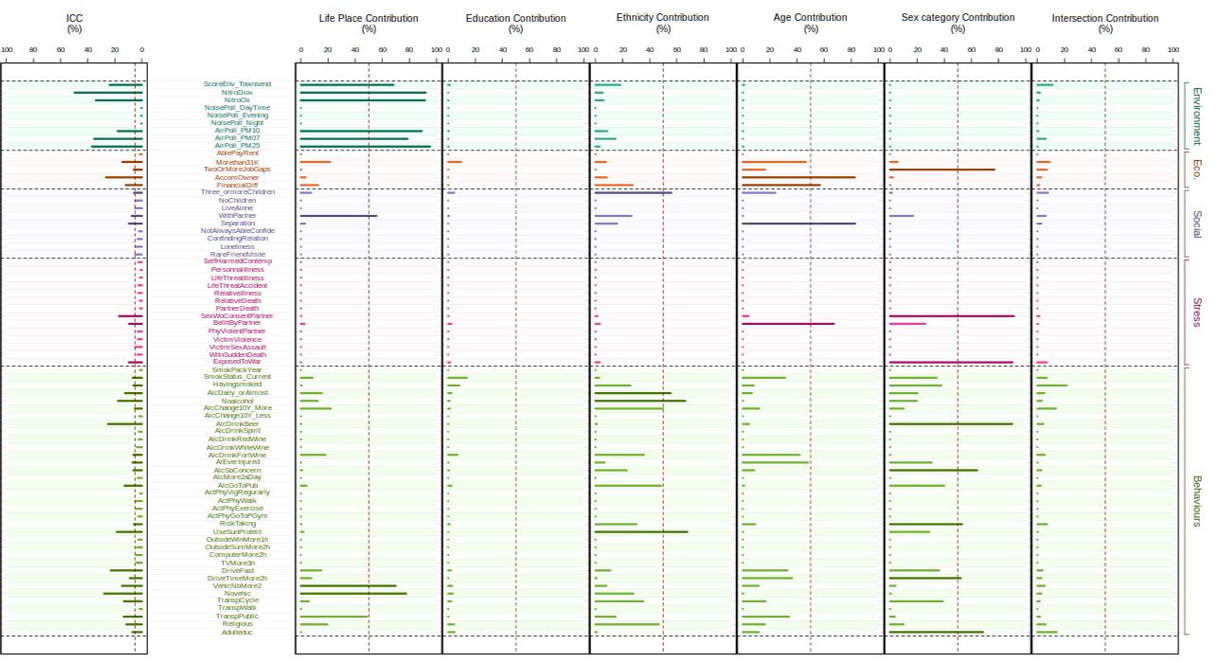 ICC
(%)
Life Place Contribution
(%)
Education Contribution
(%)
Ethnicity Contribution
(%)
Age Contribution
(%)
Sex category Contribution
(%)
Intersection Contribution
(%)
100 80 60 40 20 0
0 20 40 60 80 100
0 20 40 60 80 100
0 20 40 60 80 100
0 20 40 60 80 100
0 20 40 60 80 100
0 20 40 60 80 100
ScoreEnv_Townsend
NitroDiox
NitroOx
NoisePoll_DayTime
NoisePoll_Evening
NoisePoll_Night
AirPoll_PM10
AirPoll_PM07
AirPoll_PM25
Environment
AblePayRent
Morethan31K
TwoOrMoreJobGaps
AccomOwner
FinancialDiff
Eco.
Three_ormoreChildren
NoChildren
LiveAlone
WithPartner
Separation
NotAlwaysAbleConfide
ConfindingRelation
Loneliness
RareFriendVisite
Social
SelfHarmedContemp
PersonnalIllness
LifeThreatIllness
LifeThreatAccident
RelativeIllness
RelativeDeath
PartnerDeath
SexWoConsentPartner
BelitByPartner
PhyViolentPartner
VictimViolence
VictimSexAssault
WitnSuddenDeath
ExposedToWar
Stress
SmokPackYear
SmokStatus_Current
Havingsmoked
AlcDaily_orAlmost
Noalcohol
AlcChange10Y_More
AlcChange10Y_Less
AlcDrinkBeer
AlcDrinkSpirit
AlcDrinkRedWine
AlcDrinkWhiteWine
AlcDrinkFortWine
AlEverInjured
AlcSbConcern
AlcMore2aDay
AlcGoToPub
ActPhyVigRegurarly
ActPhyWalk
ActPhyExercise
ActPhyGoToPGym
RiskTaking
UseSunProtect
OutsideWinMore1h
OutsideSumMore2h
ComputerMore2h
TVMore3h
DriveFast
DriveTimeMore2h
VehicNbMore2
Novehic
TranspCycle
TranspWalk
TranspPublic
Religious
Adulteduc
Behaviours